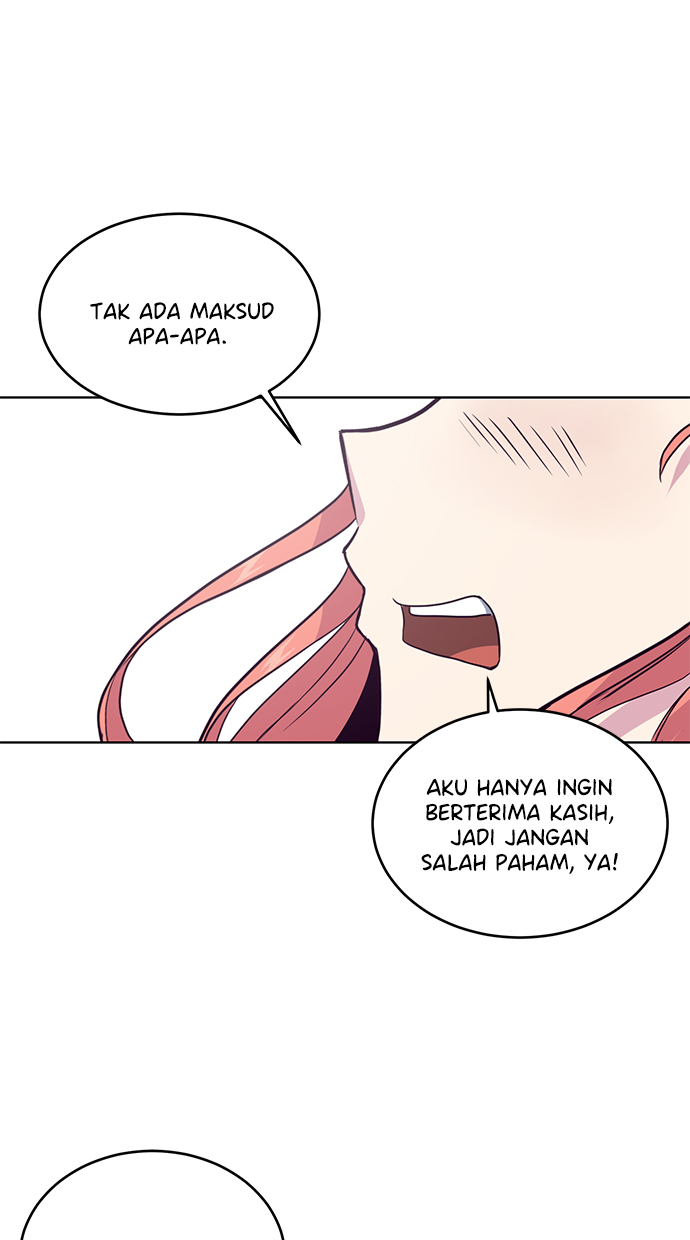 TAK ADA MAKSUD
APA-APA.
AKU HANYA INGIN
BERTERIMA KASIH,
JADI JANGAN
SALAH PAHAM, YA!